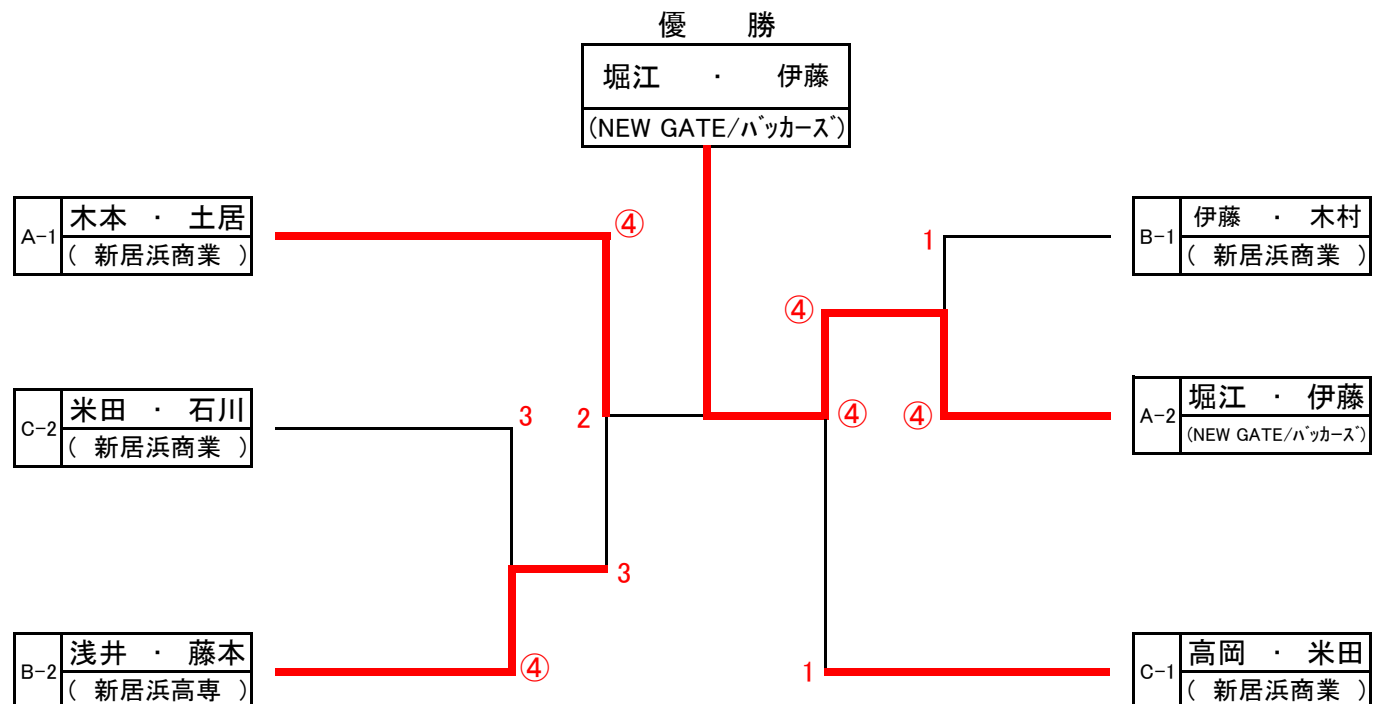 優 勝
堀江 ・ 伊藤
(NEW GATE/ﾊﾞｯカーズ)
A-1 木本 ・ 土居
( 新居浜商業 )
④
1
B-1 伊藤 ・ 木村
( 新居浜商業 )
④
C-2 米田 ・ 石川
( 新居浜商業 )
3
2
④
④
A-2 堀江 ・ 伊藤
(NEW GATE/ﾊﾞｯカーズ)
3
B-2 浅井 ・ 藤本
( 新居浜高専 )
④
1
C-1 高岡 ・ 米田
( 新居浜商業 )